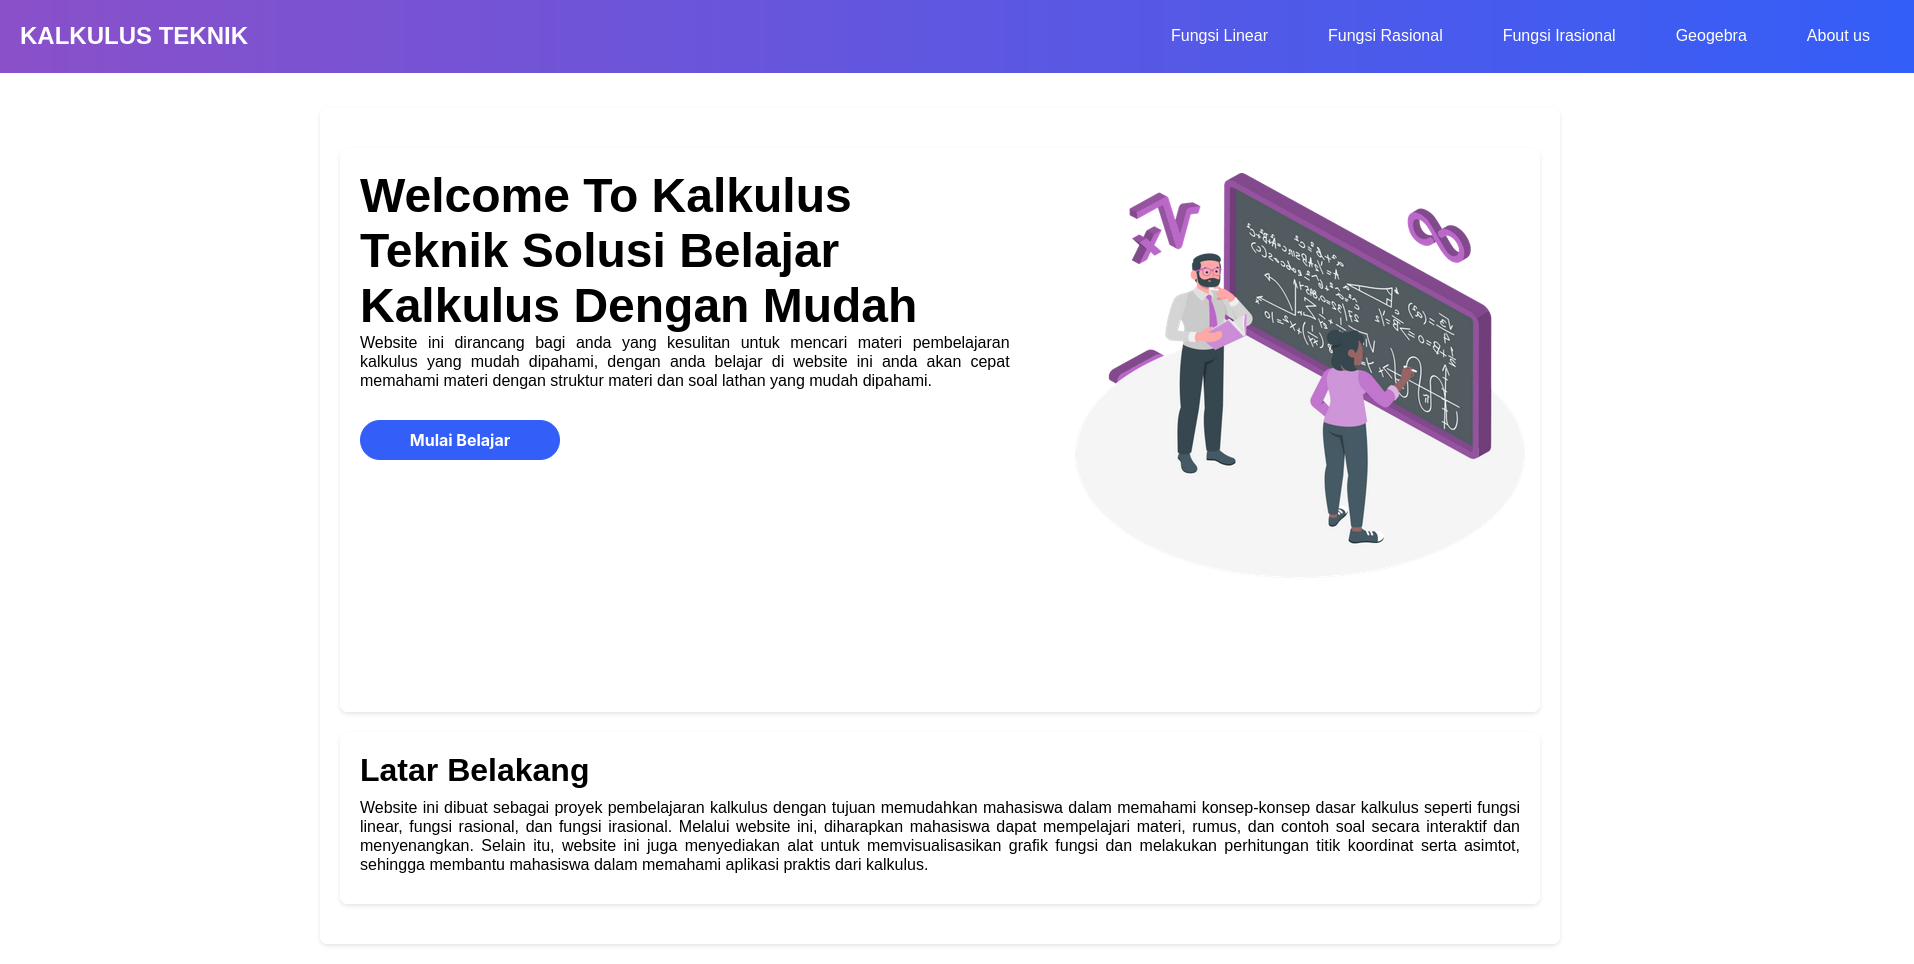 KALKULUS TEKNIK
Fungsi Linear
Fungsi Rasional
Fungsi Irasional
Geogebra
About us
Welcome To Kalkulus
Teknik Solusi Belajar
Kalkulus Dengan Mudah
Website ini dirancang bagi anda yang kesulitan untuk mencari materi pembelajaran
kalkulus yang mudah dipahami, dengan anda belajar di website ini anda akan cepat
memahami materi dengan struktur materi dan soal lathan yang mudah dipahami.
Mulai Belajar
Latar Belakang
Website ini dibuat sebagai proyek pembelajaran kalkulus dengan tujuan memudahkan mahasiswa dalam memahami konsep-konsep dasar kalkulus seperti fungsi
linear, fungsi rasional, dan fungsi irasional. Melalui website ini, diharapkan mahasiswa dapat mempelajari materi, rumus, dan contoh soal secara interaktif dan
menyenangkan. Selain itu, website ini juga menyediakan alat untuk memvisualisasikan grafik fungsi dan melakukan perhitungan titik koordinat serta asimtot,
sehingga membantu mahasiswa dalam memahami aplikasi praktis dari kalkulus.